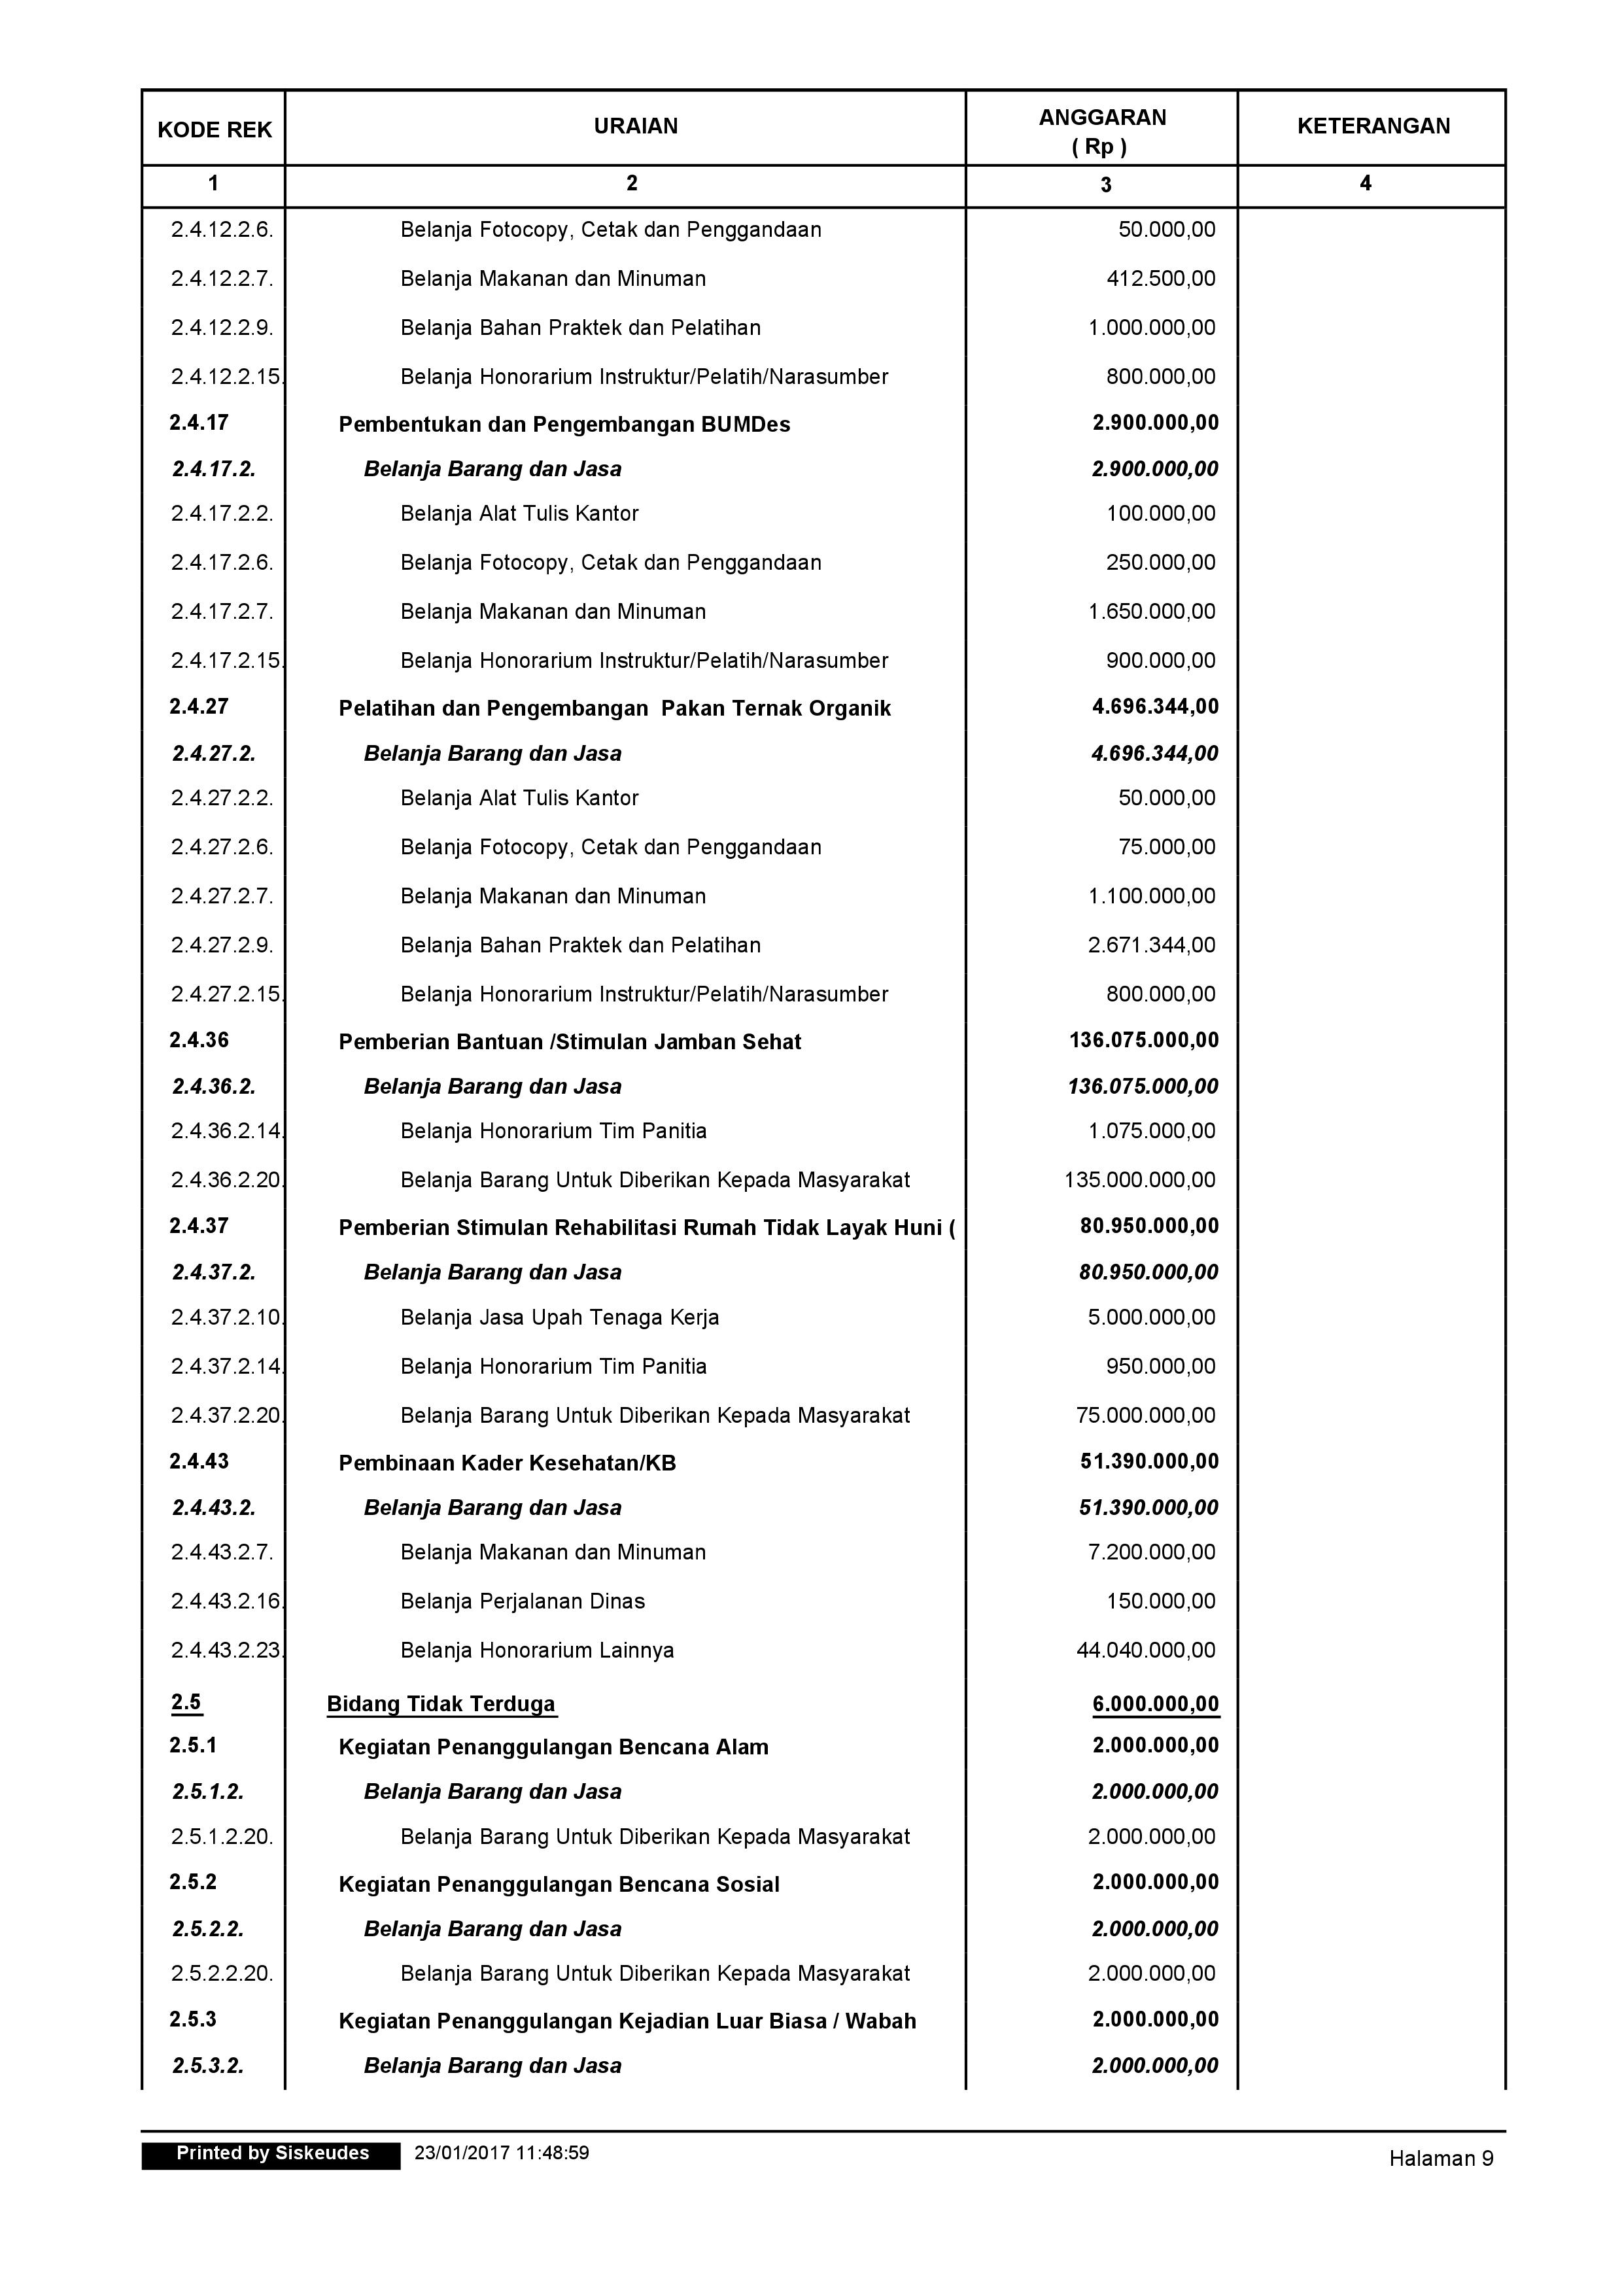 KODE REK URAIAN ANGGARAN ( Rp ) KETERANGAN
1 2 3 4
2.4.12.2.6. Belanja Fotocopy, Cetak dan Penggandaan 50.000,00
2.4.12.2.7. Belanja Makanan dan Minuman 412.500,00
2.4.12.2.9. Belanja Bahan Praktek dan Pelatihan 1.000.000,00
2.4.12.2.15. Belanja Honorarium Instruktur/Pelatih/Narasumber 800.000,00
2.4.17 Pembentukan dan Pengembangan BUMDes 2.900.000,00
2.4.17.2. Belanja Barang dan Jasa 2.900.000,00
2.4.17.2.2. Belanja Alat Tulis Kantor 100.000,00
2.4.17.2.6. Belanja Fotocopy, Cetak dan Penggandaan 250.000,00
2.4.17.2.7. Belanja Makanan dan Minuman 1.650.000,00
2.4.17.2.15. Belanja Honorarium Instruktur/Pelatih/Narasumber 900.000,00
2.4.27 Pelatihan dan Pengembangan Pakan Ternak Organik 4.696.344,00
2.4.27.2. Belanja Barang dan Jasa 4.696.344,00
2.4.27.2.2. Belanja Alat Tulis Kantor 50.000,00
2.4.27.2.6. Belanja Fotocopy, Cetak dan Penggandaan 75.000,00
2.4.27.2.7. Belanja Makanan dan Minuman 1.100.000,00
2.4.27.2.9. Belanja Bahan Praktek dan Pelatihan 2.671.344,00
2.4.27.2.15. Belanja Honorarium Instruktur/Pelatih/Narasumber 800.000,00
2.4.36 Pemberian Bantuan /Stimulan Jamban Sehat 136.075.000,00
2.4.36.2. Belanja Barang dan Jasa 136.075.000,00
2.4.36.2.14. Belanja Honorarium Tim Panitia 1.075.000,00
2.4.36.2.20. Belanja Barang Untuk Diberikan Kepada Masyarakat 135.000.000,00
2.4.37 Pemberian Stimulan Rehabilitasi Rumah Tidak Layak Huni ( 80.950.000,00
2.4.37.2. Belanja Barang dan Jasa 80.950.000,00
2.4.37.2.10. Belanja Jasa Upah Tenaga Kerja 5.000.000,00
2.4.37.2.14. Belanja Honorarium Tim Panitia 950.000,00
2.4.37.2.20. Belanja Barang Untuk Diberikan Kepada Masyarakat 75.000.000,00
2.4.43 Pembinaan Kader Kesehatan/KB 51.390.000,00
2.4.43.2. Belanja Barang dan Jasa 51.390.000,00
2.4.43.2.7. Belanja Makanan dan Minuman 7.200.000,00
2.4.43.2.16. Belanja Perjalanan Dinas 150.000,00
2.4.43.2.23. Belanja Honorarium Lainnya 44.040.000,00
2.5 Bidang Tidak Terduga 6.000.000,00
2.5.1 Kegiatan Penanggulangan Bencana Alam 2.000.000,00
2.5.1.2. Belanja Barang dan Jasa 2.000.000,00
2.5.1.2.20. Belanja Barang Untuk Diberikan Kepada Masyarakat 2.000.000,00
2.5.2 Kegiatan Penanggulangan Bencana Sosial 2.000.000,00
2.5.2.2. Belanja Barang dan Jasa 2.000.000,00
2.5.2.2.20. Belanja Barang Untuk Diberikan Kepada Masyarakat 2.000.000,00
2.5.3 Kegiatan Penanggulangan Kejadian Luar Biasa / Wabah 2.000.000,00
2.5.3.2. Belanja Barang dan Jasa 2.000.000,00
Printed by Siskeudes 23/01/2017 11:48:59 Halaman 9